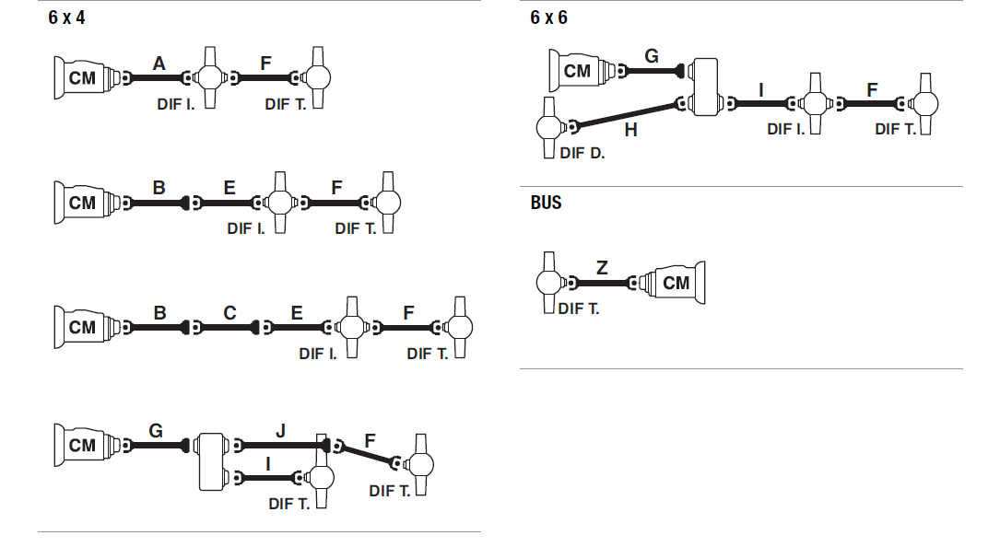 6 x 4
A F
CM
DIF I. DIF T.
B E F
CM
DIF I. DIF T.
B C E F
CM
DIF I. DIF T.
G J F
CM
I
DIF T.
DIF T.
6 x 6
G
CM
I F
H
DIF I. DIF T.
DIF D.
BUS
Z
CM
DIF T.